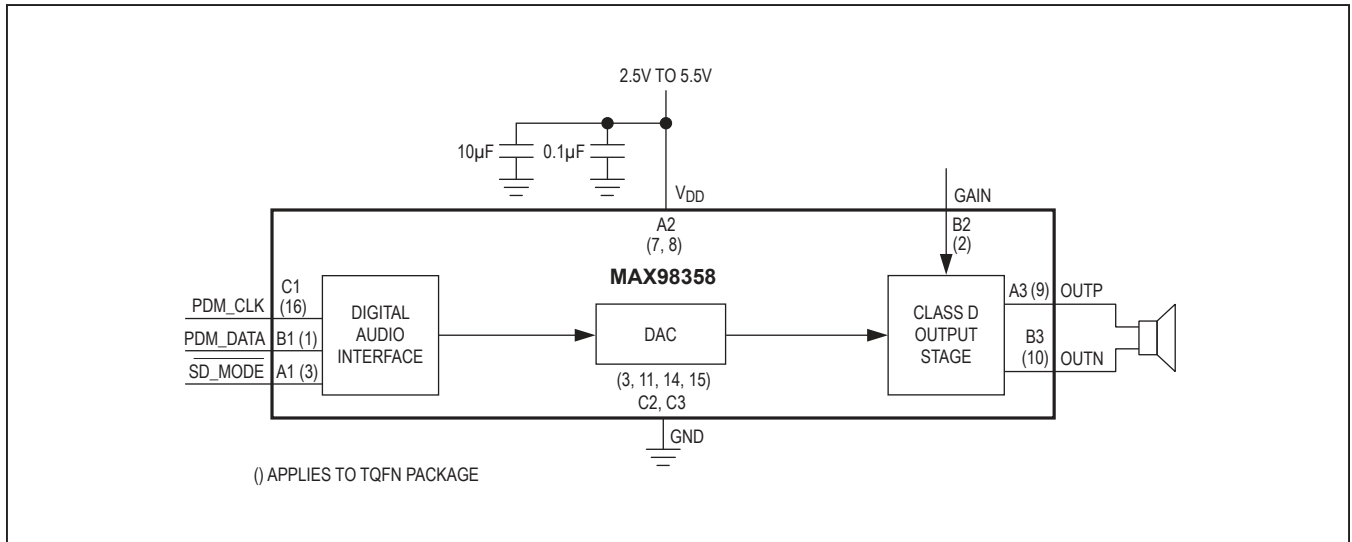 2.5V TO 5.5V
10µF
0.1µF
VDD
GAIN
A2
(7, 8)
B2
(2)
MAX98358
C1
(16)
PDM_CLK
PDM_DATA
B1 (1)
SD_MODE
A1 (3)
DIGITAL
AUDIO
INTERFACE
DAC
CLASS D
OUTPUT
STAGE
A3 (9)
OUTP
B3
(10)
OUTN
(3, 11, 14, 15)
C2, C3
GND
() APPLIES TO TQFN PACKAGE